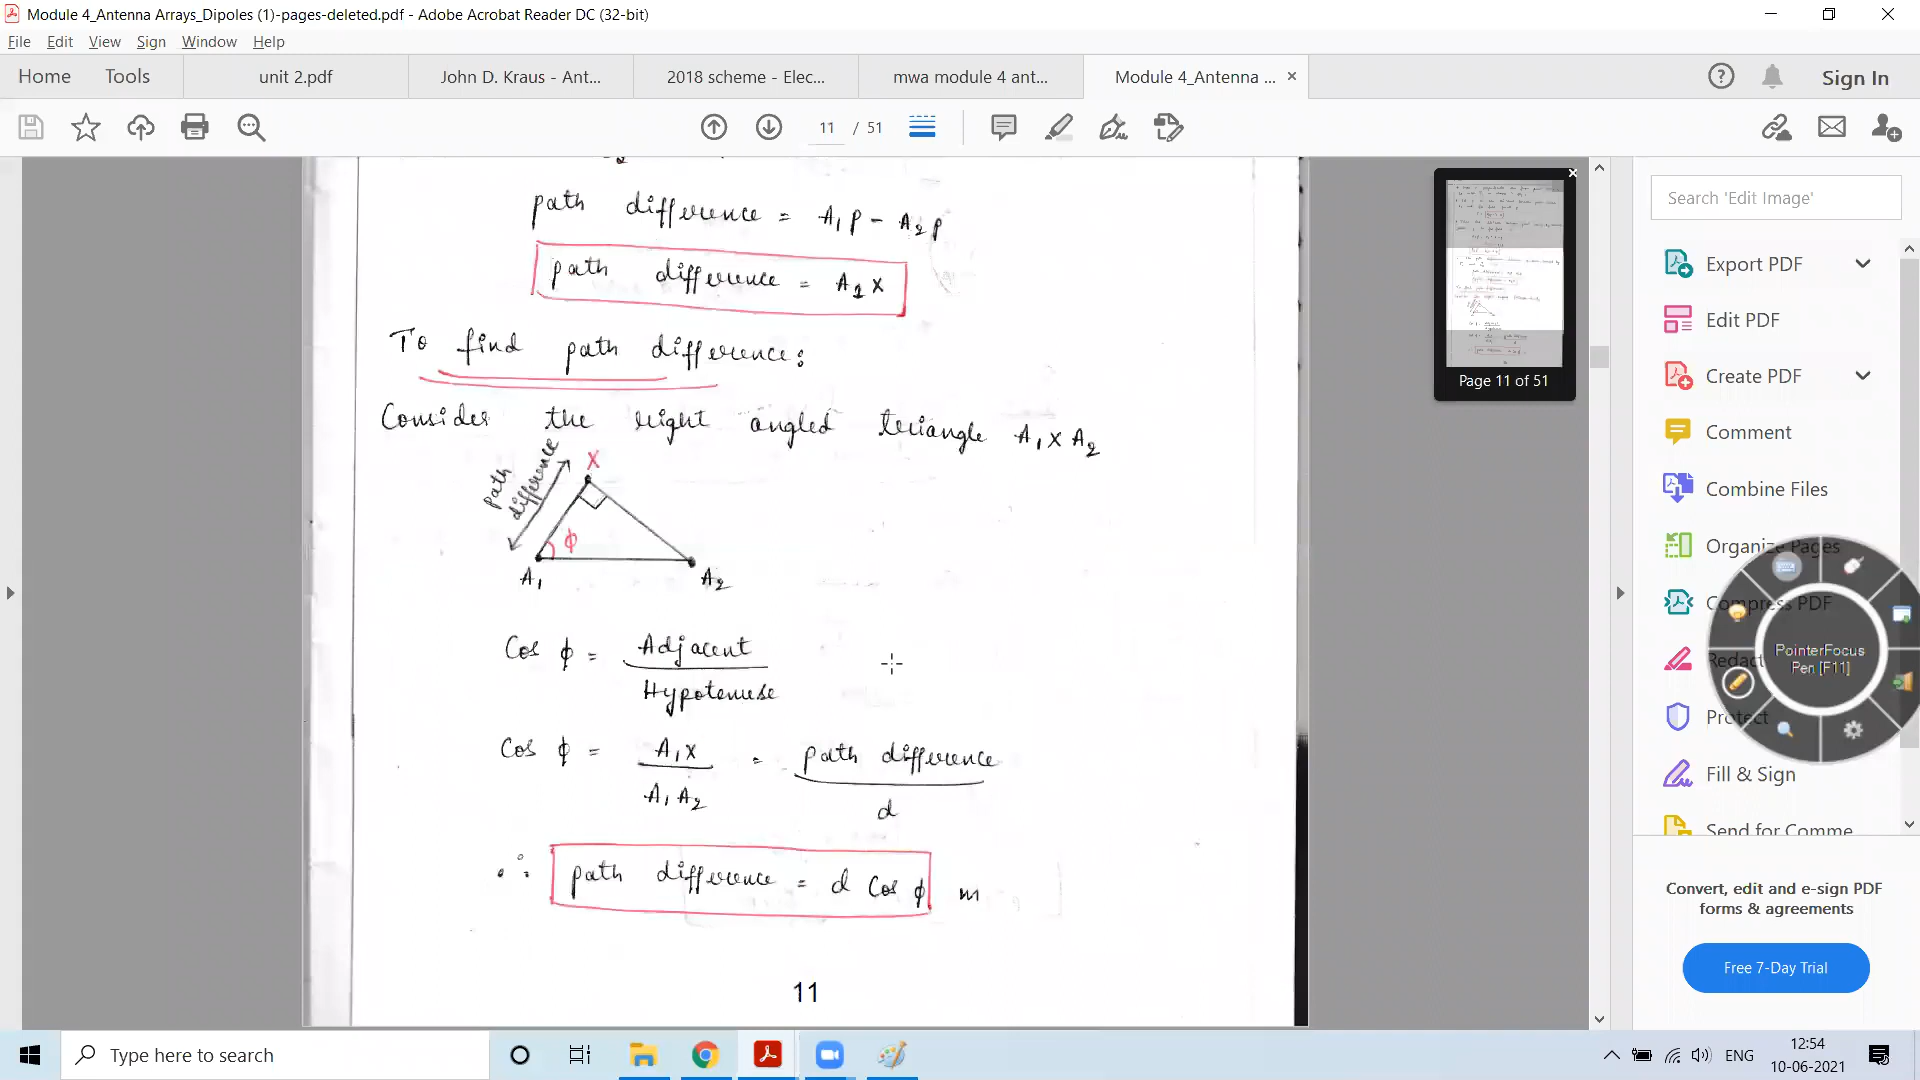 Module 4_Antenna Arrays_Dipoles (1)-pages-deleted.pdf - Adobe Acrobat Reader DC (32-bit)
File Edit View Sign Window Help
Home Tools unit 2.pdf John D. Kraus - Ant... 2018 scheme - Elec... mwa module 4 ant... Module 4_Antenna ... × Sign In
11 / 51
path difference = A1P - A2P
path difference = A1X
To find path difference:
Consider the right angled triangle A1XA2
path difference
X
φ
A1 A2
Cos φ = Adjacent
Hypotenuse
Cos φ = A1X = path difference
A1A2 d
∴ path difference = d Cos φ m
11
Page 11 of 51
Search 'Edit Image'
Export PDF
Edit PDF
Create PDF
Comment
Combine Files
Organize Pages
Compress PDF
Redact
Protect
Fill & Sign
Send for Comme
PointerFocus
Pen [F11]
Convert, edit and e-sign PDF
forms & agreements
Free 7-Day Trial
Type here to search
ENG
12:54
10-06-2021